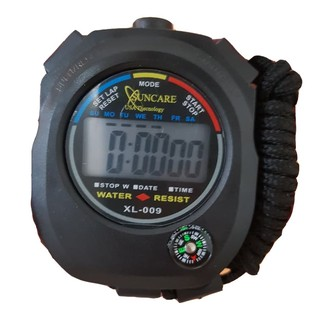 MODE
SET LAP
RESET
START
STOP
SUNCARE
SU MO TU WE TH FR SA
0:0000
STOP W DATE TIME
WATER RESIST
XL-009